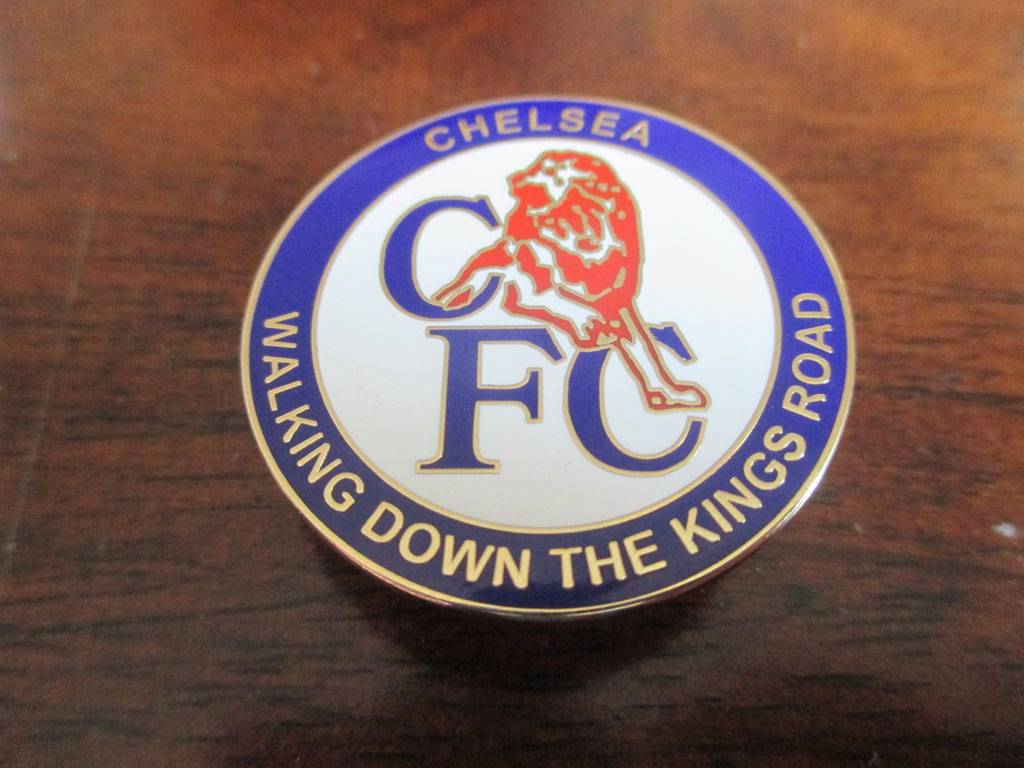 CHELSEA
CFC
WALKING DOWN THE KINGS ROAD